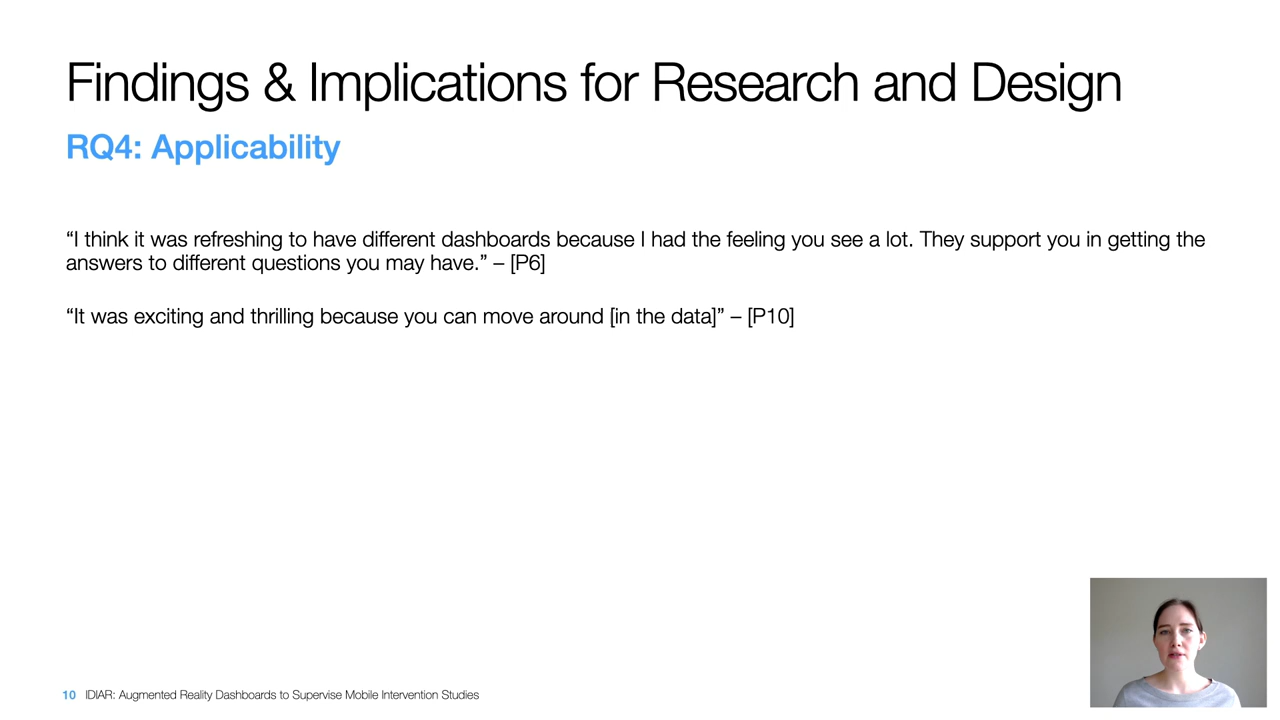 Findings & Implications for Research and Design
RQ4: Applicability
“I think it was refreshing to have different dashboards because I had the feeling you see a lot. They support you in getting the
answers to different questions you may have.” – [P6]
“It was exciting and thrilling because you can move around [in the data]” – [P10]
10 IDIAR: Augmented Reality Dashboards to Supervise Mobile Intervention Studies